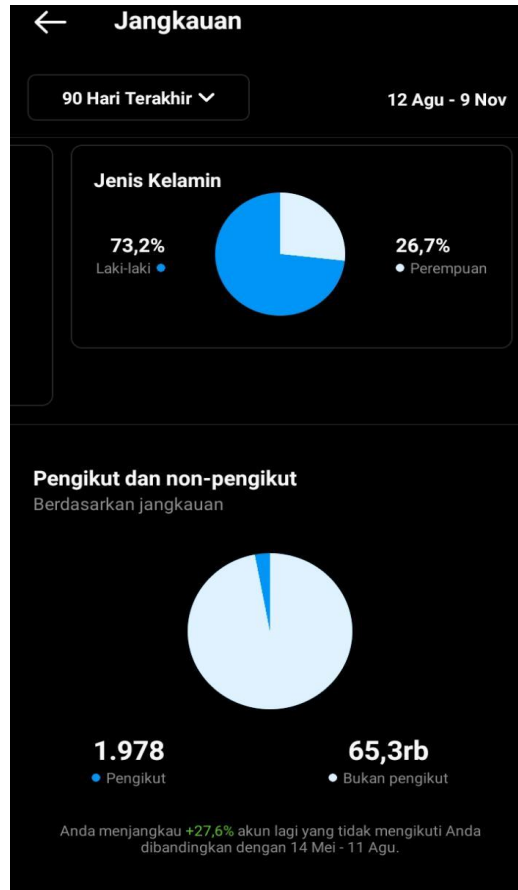 Jangkauan
90 Hari Terakhir
12 Agu - 9 Nov
Jenis Kelamin
73,2%
Laki-laki
26,7%
Perempuan
Pengikut dan non-pengikut
Berdasarkan jangkauan
1.978
Pengikut
65,3rb
Bukan pengikut
Anda menjangkau +27,6% akun lagi yang tidak mengikuti Anda
dibandingkan dengan 14 Mei - 11 Agu.